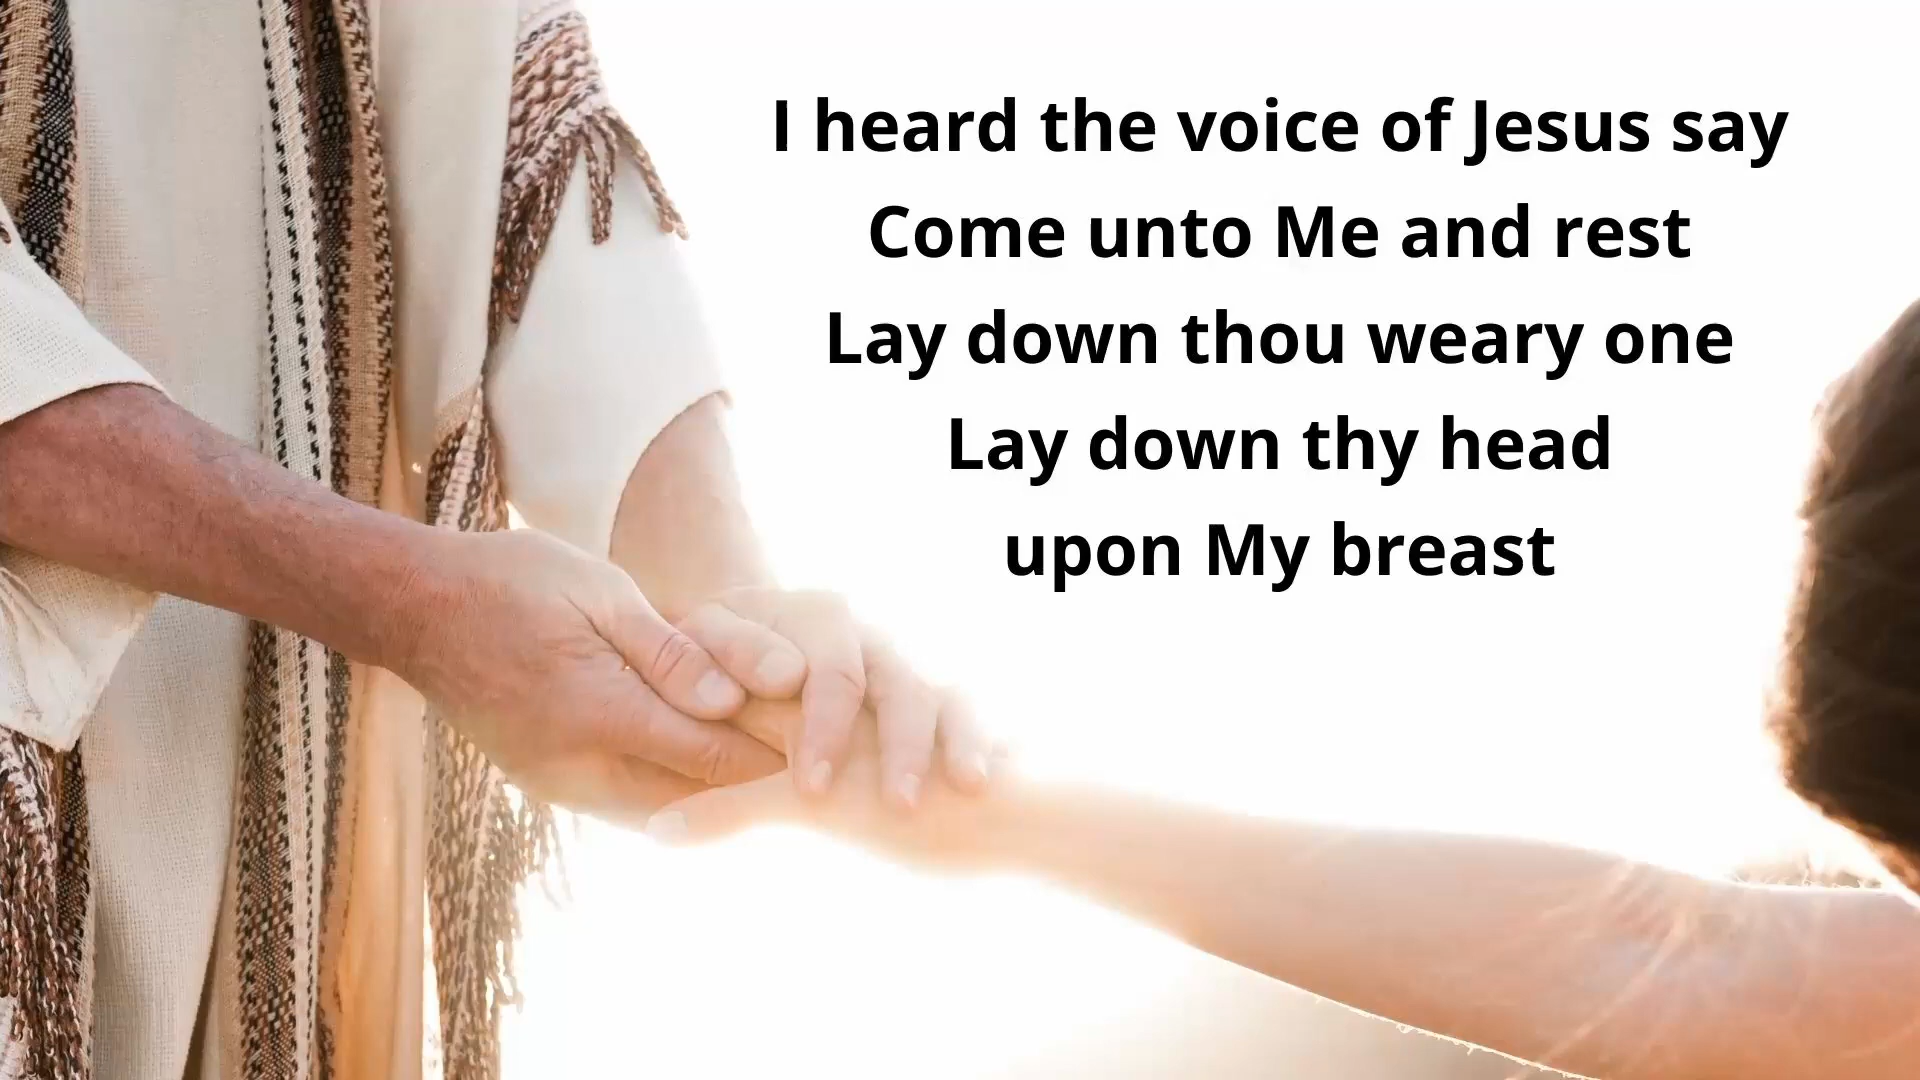 I heard the voice of Jesus say
Come unto Me and rest
Lay down thou weary one
Lay down thy head
upon My breast